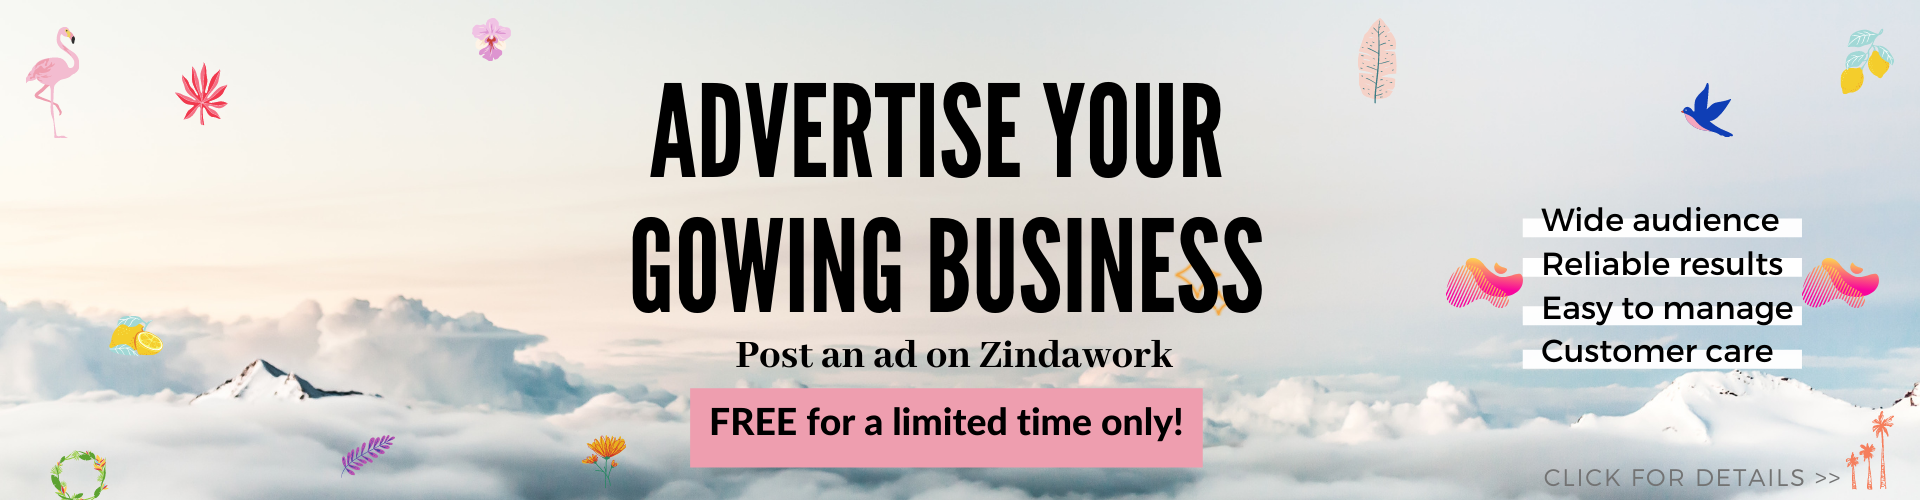 ADVERTISE YOUR
GOWING BUSINESS
Post an ad on Zindawork
FREE for a limited time only!
Wide audience
Reliable results
Easy to manage
Customer care
CLICK FOR DETAILS >>